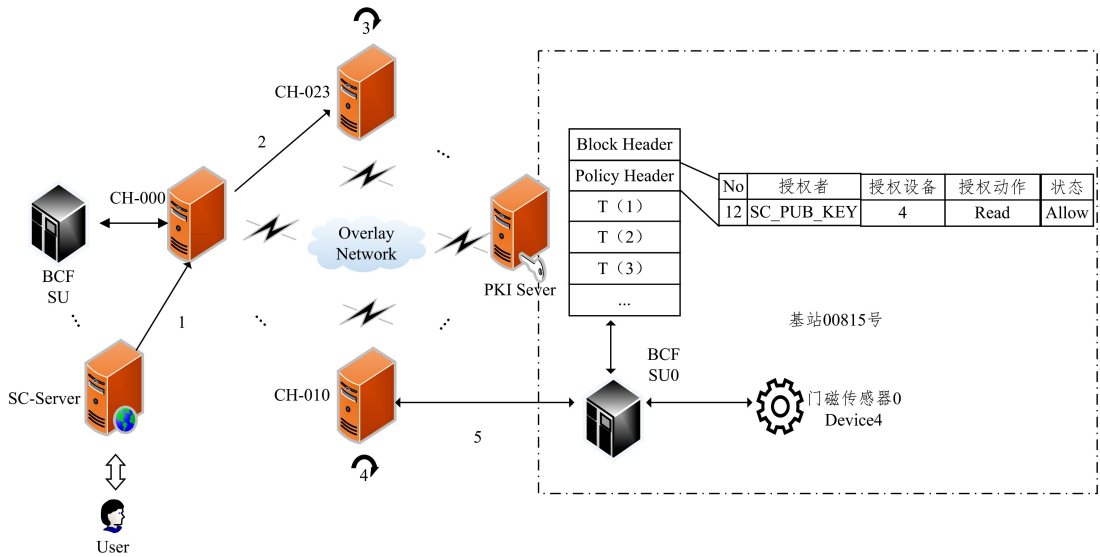 3
CH-023
2
...
Block Header
Policy Header
T（1）
T（2）
T（3）
...
No 授权者 授权设备 授权动作 状态
12 SC_PUB_KEY 4 Read Allow
CH-000
BCF
SU
Overlay
Network
PKI Sever
1
...
...
...
基站00815号
SC-Server
CH-010
BCF
SU0
门磁传感器0
Device4
5
4
User